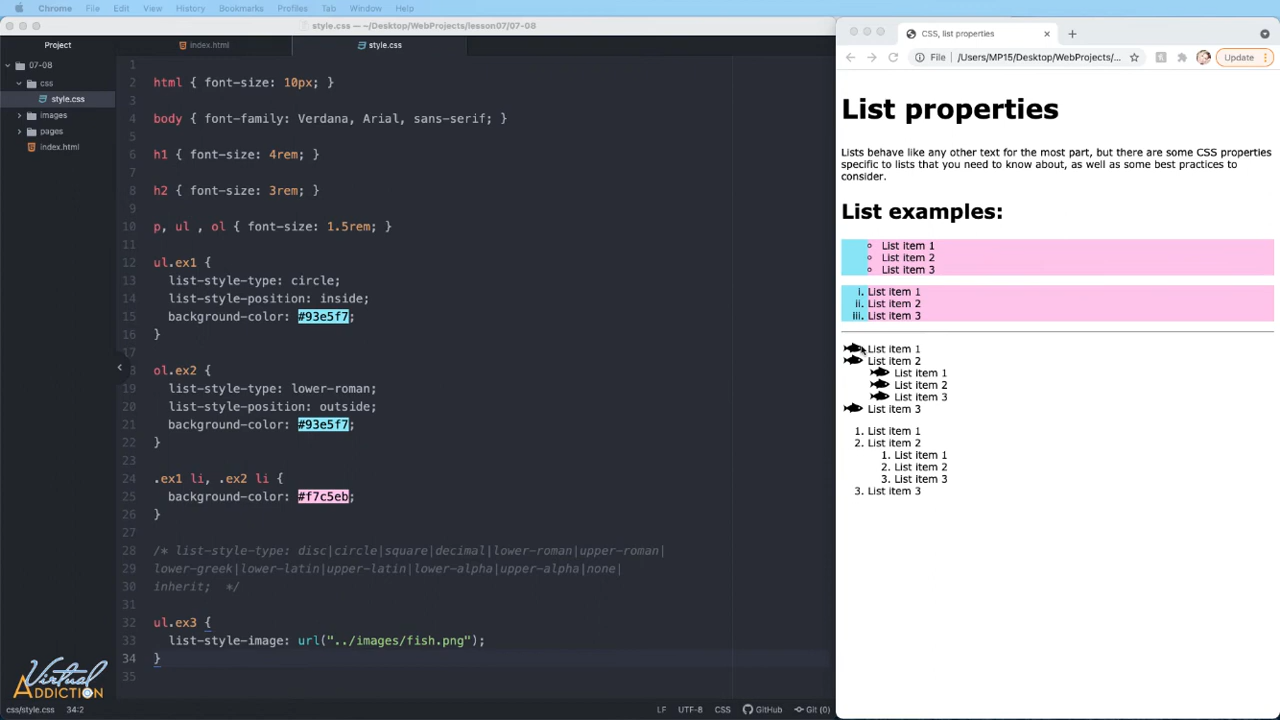 Chrome File Edit View History Bookmarks Profiles Tab Window Help
style.css — ~/Desktop/WebProjects/lesson07/07-08
Project
index.html
style.css
07-08
css
style.css
images
pages
index.html
1
2 html { font-size: 10px; }
3
4 body { font-family: Verdana, Arial, sans-serif; }
5
6 h1 { font-size: 4rem; }
7
8 h2 { font-size: 3rem; }
9
10 p, ul , ol { font-size: 1.5rem; }
11
12 ul.ex1 {
13 list-style-type: circle;
14 list-style-position: inside;
15 background-color: #93e5f7;
16 }
17
18 ol.ex2 {
19 list-style-type: lower-roman;
20 list-style-position: outside;
21 background-color: #93e5f7;
22 }
23
24 .ex1 li, .ex2 li {
25 background-color: #f7c5eb;
26 }
27
28 /* list-style-type: disc|circle|square|decimal|lower-roman|upper-roman|
29 lower-greek|lower-latin|upper-latin|lower-alpha|upper-alpha|none|
30 inherit; */
31
32 ul.ex3 {
33 list-style-image: url("../images/fish.png");
34 }
35
Virtual
ADDICTION
css/style.css 34:2
LF UTF-8 CSS GitHub Git (0)
CSS, list properties
File /Users/MP15/Desktop/WebProjects/... Update
List properties
Lists behave like any other text for the most part, but there are some CSS properties
specific to lists that you need to know about, as well as some best practices to
consider.
List examples:
List item 1
List item 2
List item 3
i. List item 1
ii. List item 2
iii. List item 3
List item 1
List item 2
List item 1
List item 2
List item 3
List item 3
1. List item 1
2. List item 2
1. List item 1
2. List item 2
3. List item 3
3. List item 3